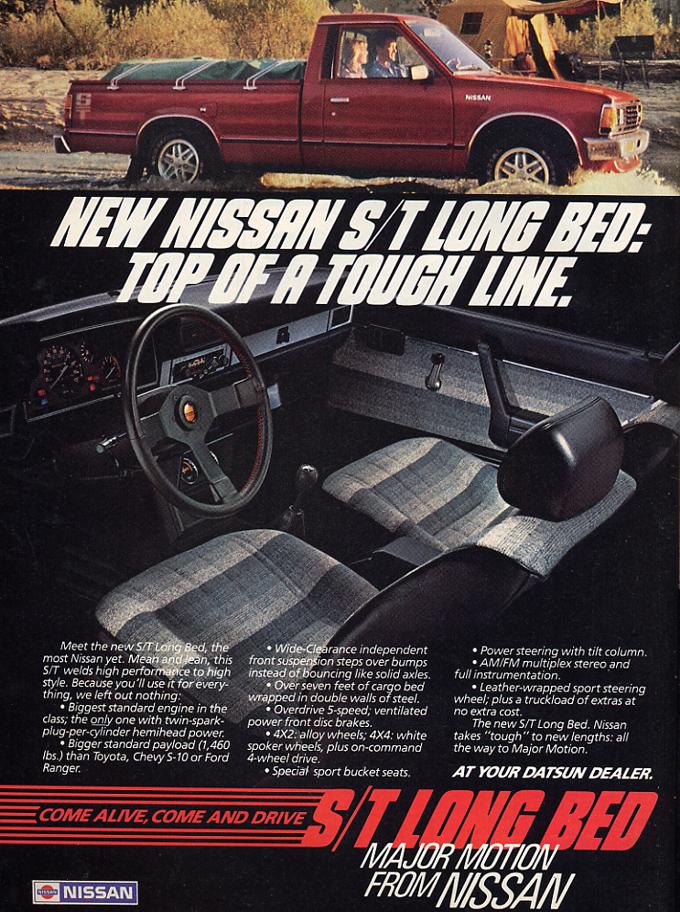 NISSAN
S
NEW NISSAN S/T LONG BED:
TOP OF A TOUGH LINE.
Meet the new S/T Long Bed, the
most Nissan yet. Mean and lean, this
S/T welds high performance to high
style. Because you'll use it for every-
thing, we left out nothing:
• Biggest standard engine in the
class; the only one with twin-spark-
plug-per-cylinder hemihead power.
• Bigger standard payload (1,460
lbs.) than Toyota, Chevy S-10 or Ford
Ranger.
• Wide-Clearance independent
front suspension steps over bumps
instead of bouncing like solid axles.
• Over seven feet of cargo bed
wrapped in double walls of steel.
• Overdrive 5-speed; ventilated
power front disc brakes.
• 4X2: alloy wheels; 4X4: white
spoker wheels, plus on-command
4-wheel drive.
• Special sport bucket seats.
• Power steering with tilt column.
• AM/FM multiplex stereo and
full instrumentation.
• Leather-wrapped sport steering
wheel; plus a truckload of extras at
no extra cost.
The new S/T Long Bed. Nissan
takes "tough" to new lengths: all
the way to Major Motion.
AT YOUR DATSUN DEALER.
COME ALIVE, COME AND DRIVE
S/T LONG BED
MAJOR MOTION
FROM NISSAN
NISSAN
NISSAN